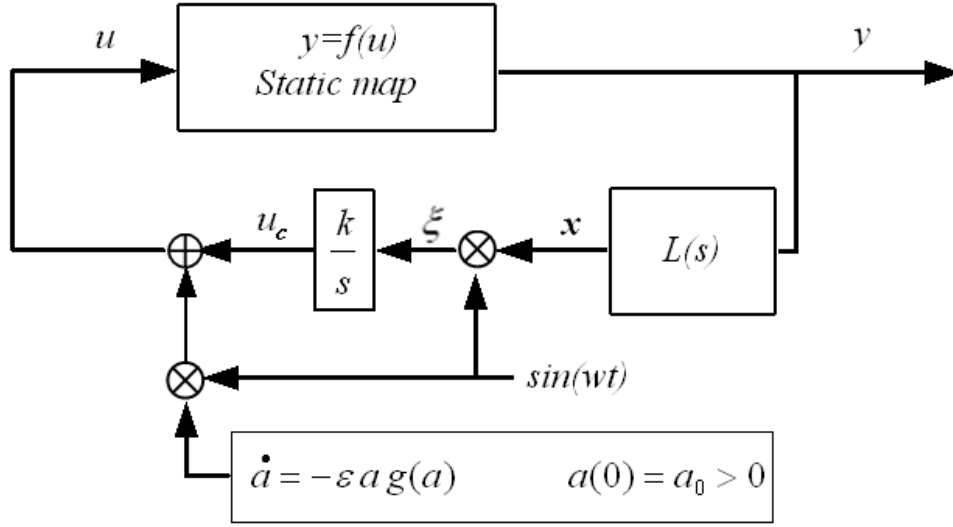 u
y=f(u)
Static map
y
u_c
k
s
ξ
x
L(s)
sin(wt)
ȧ = −ε a g(a) a(0) = a₀ > 0